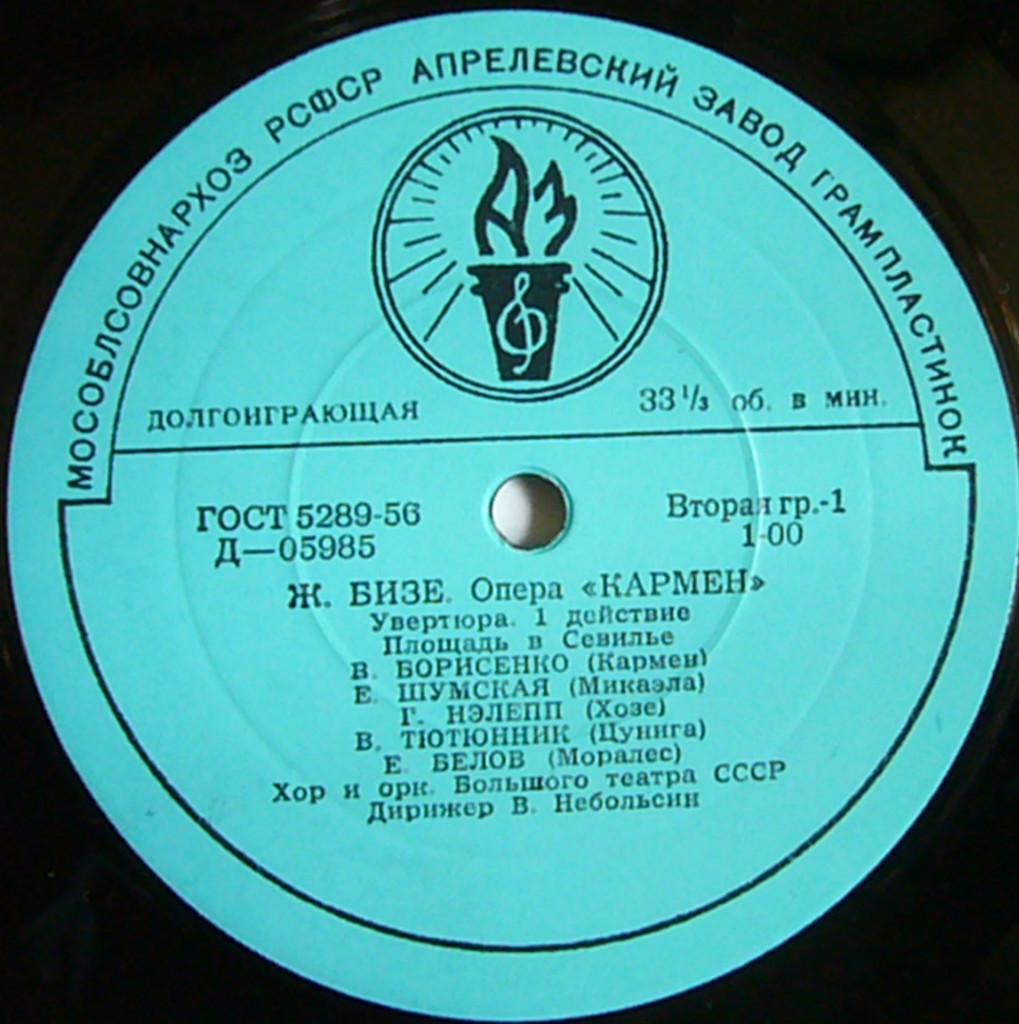 МОСОБЛСОВНАРХОЗ РСФСР АПРЕЛЕВСКИЙ ЗАВОД ГРАМПЛАСТИНОК
АЗ
ДОЛГОИГРАЮЩАЯ
33 1/3 об. в мин.
ГОСТ 5289-56
Д—05985
Вторая гр.-1
1-00
Ж. БИЗЕ. Опера «КАРМЕН»
Увертюра. 1 действие
Площадь в Севилье
В. БОРИСЕНКО (Кармен)
Е. ШУМСКАЯ (Микаэла)
Г. НЭЛЕПП (Хозе)
В. ТЮТЮННИК (Цунига)
Е. БЕЛОВ (Моралес)
Хор и орк. Большого театра СССР
Дирижер В. Небольсин